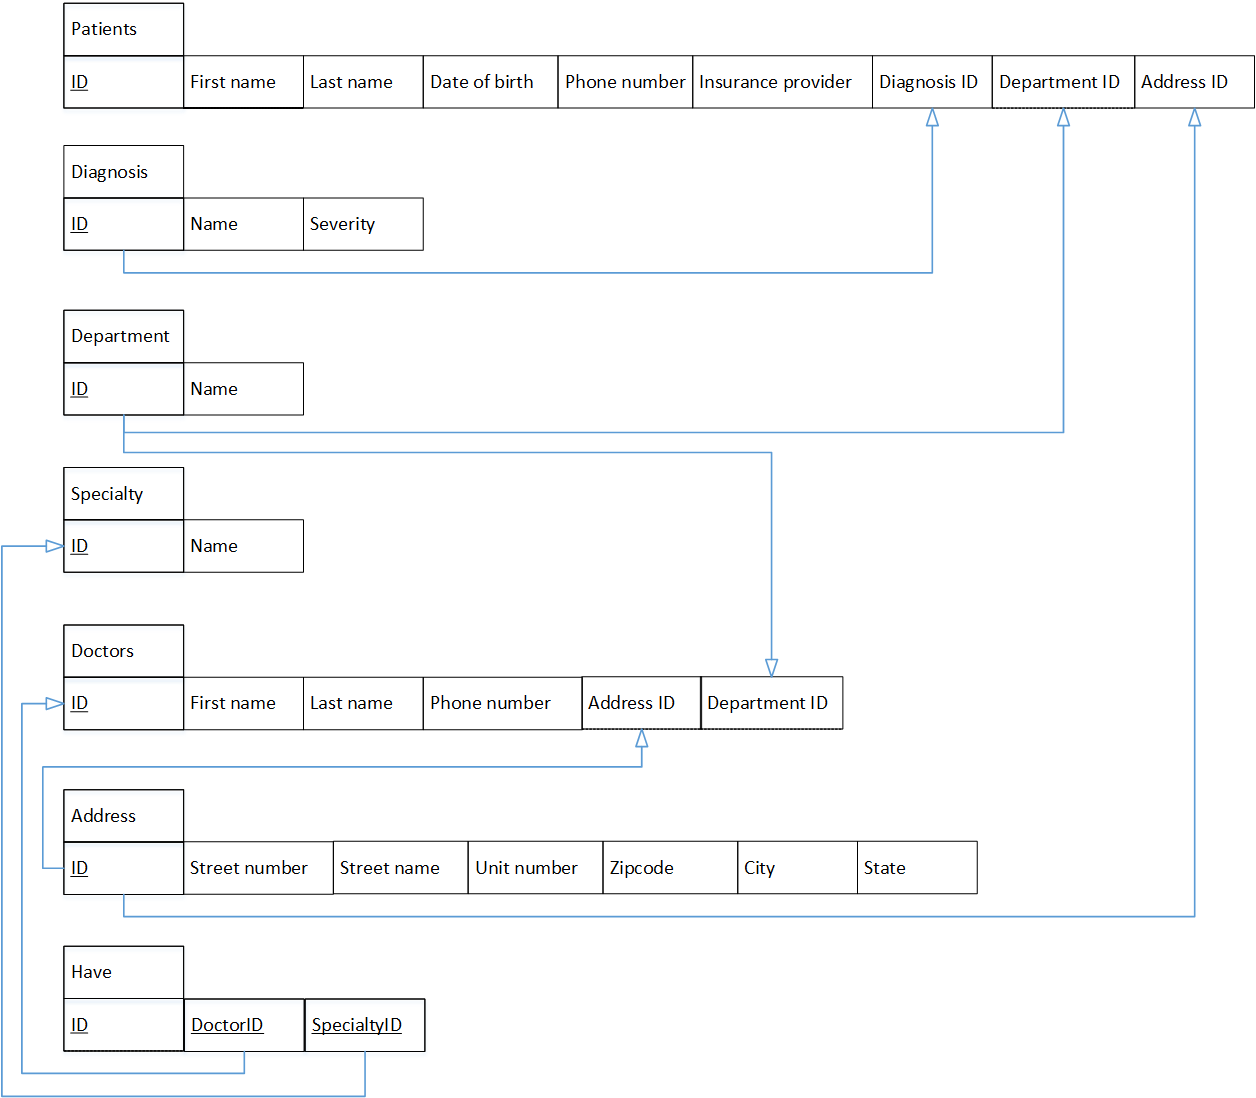 Patients
ID First name Last name Date of birth Phone number Insurance provider Diagnosis ID Department ID Address ID
Diagnosis
ID Name Severity
Department
ID Name
Specialty
ID Name
Doctors
ID First name Last name Phone number Address ID Department ID
Address
ID Street number Street name Unit number Zipcode City State
Have
ID DoctorID SpecialtyID